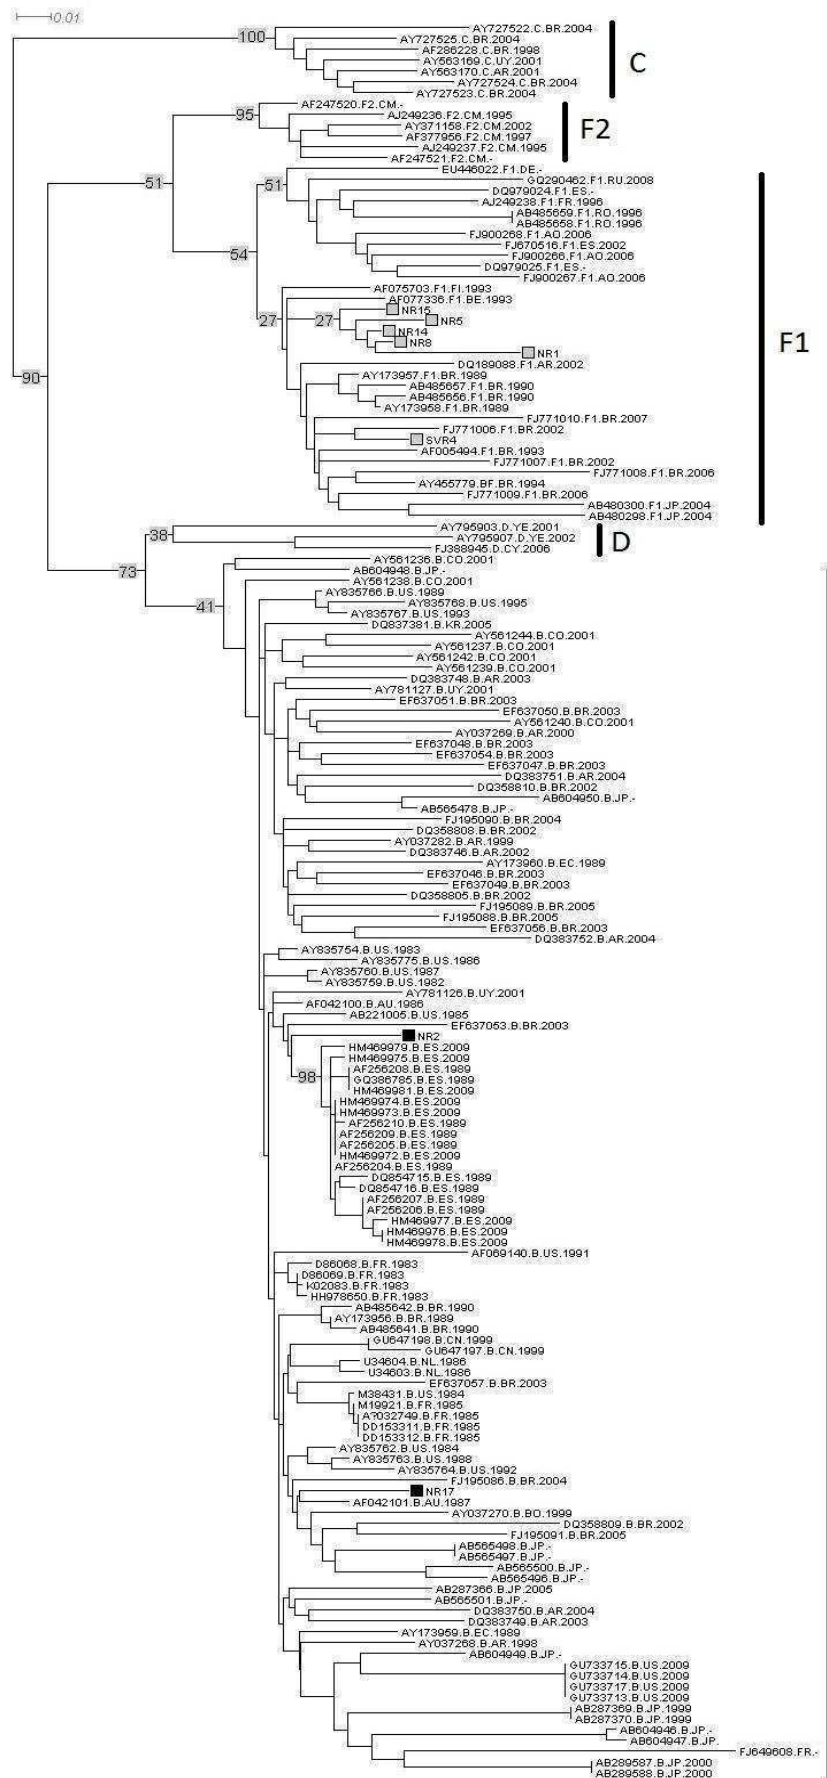 0.01
AY727522.C.BR.2004
100
AY727525.C.BR.2004
AF286228.C.BR.1998
AY563169.C.UY.2001
C
AY563170.C.AR.2001
AY727524.C.BR.2004
AY727523.C.BR.2004
AF247520.F2.CM.-
95
AJ249236.F2.CM.1995
AY371158.F2.CM.2002
F2
AF377956.F2.CM.1997
AJ249237.F2.CM.1995
AF247521.F2.CM.-
EU446022.F1.DE.-
51
51
GQ290462.F1.RU.2008
DQ979024.F1.ES.-
AJ249238.F1.FR.1996
AB485659.F1.RO.1996
AB485658.F1.RO.1996
FJ900268.F1.AO.2006
FJ670516.F1.ES.2002
54
FJ900266.F1.AO.2006
DQ979025.F1.ES.-
FJ900267.F1.AO.2006
AF075703.F1.FI.1993
AF077336.F1.BE.1993
NR15
27
27
NR5
NR14
NR8
F1
NR1
DQ189088.F1.AR.2002
AY173957.F1.BR.1989
90
AB485657.F1.BR.1990
AB485656.F1.BR.1990
AY173958.F1.BR.1989
FJ771010.F1.BR.2007
FJ771006.F1.BR.2002
SVR4
AF005494.F1.BR.1993
FJ771007.F1.BR.2002
FJ771008.F1.BR.2006
AY455779.BF.BR.1994
FJ771009.F1.BR.2006
AB480300.F1.JP.2004
AB480298.F1.JP.2004
AY795903.D.YE.2001
38
AY795907.D.YE.2002
D
FJ388945.D.CY.2006
AY561236.B.CO.2001
73
AB604948.B.JP.-
AY561238.B.CO.2001
AY835766.B.US.1989
41
AY835768.B.US.1995
AY835767.B.US.1993
DQ837381.B.KR.2005
AY561244.B.CO.2001
AY561237.B.CO.2001
AY561242.B.CO.2001
AY561239.B.CO.2001
DQ383748.B.AR.2003
AY781127.B.UY.2001
EF637051.B.BR.2003
EF637050.B.BR.2003
AY561240.B.CO.2001
AY037269.B.AR.2000
EF637048.B.BR.2003
EF637054.B.BR.2003
EF637047.B.BR.2003
DQ383751.B.AR.2004
DQ358810.B.BR.2002
AB604950.B.JP.-
AB565478.B.JP.-
FJ195090.B.BR.2004
DQ358808.B.BR.2002
AY037282.B.AR.1999
DQ383746.B.AR.2002
AY173960.B.EC.1989
EF637046.B.BR.2003
EF637049.B.BR.2003
DQ358805.B.BR.2002
FJ195089.B.BR.2005
FJ195088.B.BR.2005
EF637056.B.BR.2003
DQ383752.B.AR.2004
AY835754.B.US.1983
AY835775.B.US.1986
AY835760.B.US.1987
AY835759.B.US.1982
AY781126.B.UY.2001
AF042100.B.AU.1986
AB221005.B.US.1985
EF637053.B.BR.2003
NR2
HM469979.B.ES.2009
HM469975.B.ES.2009
AF256208.B.ES.1989
98
GQ386785.B.ES.1989
HM469981.B.ES.2009
HM469974.B.ES.2009
HM469973.B.ES.2009
AF256210.B.ES.1989
AF256209.B.ES.1989
AF256205.B.ES.1989
HM469972.B.ES.2009
AF256204.B.ES.1989
DQ854715.B.ES.1989
DQ854716.B.ES.1989
AF256207.B.ES.1989
AF256206.B.ES.1989
HM469977.B.ES.2009
HM469976.B.ES.2009
HM469978.B.ES.2009
AF069140.B.US.1991
D86068.B.FR.1983
D86069.B.FR.1983
K02083.B.FR.1983
HH978650.B.FR.1983
AB485642.B.BR.1990
AY173956.B.BR.1989
AB485641.B.BR.1990
GU647198.B.CN.1999
GU647197.B.CN.1999
U34604.B.NL.1986
U34603.B.NL.1986
EF637057.B.BR.2003
M38431.B.US.1984
M19921.B.FR.1985
A?032749.B.FR.1985
DD153311.B.FR.1985
DD153312.B.FR.1985
AY835762.B.US.1984
AY835763.B.US.1988
AY835764.B.US.1992
FJ195086.B.BR.2004
NR17
AF042101.B.AU.1987
AY037270.B.BO.1999
DQ358809.B.BR.2002
FJ195091.B.BR.2005
AB565498.B.JP.-
AB565497.B.JP.-
AB565500.B.JP.-
AB565496.B.JP.-
AB287366.B.JP.2005
AB565501.B.JP.-
DQ383750.B.AR.2004
DQ383749.B.AR.2003
AY173959.B.EC.1989
AY037268.B.AR.1998
AB604949.B.JP.-
GU733715.B.US.2009
GU733714.B.US.2009
GU733717.B.US.2009
GU733713.B.US.2009
AB287369.B.JP.1999
AB287370.B.JP.1999
AB604946.B.JP.-
AB604947.B.JP.
FJ649608.FR.-
AB289587.B.JP.2000
AB289588.B.JP.2000